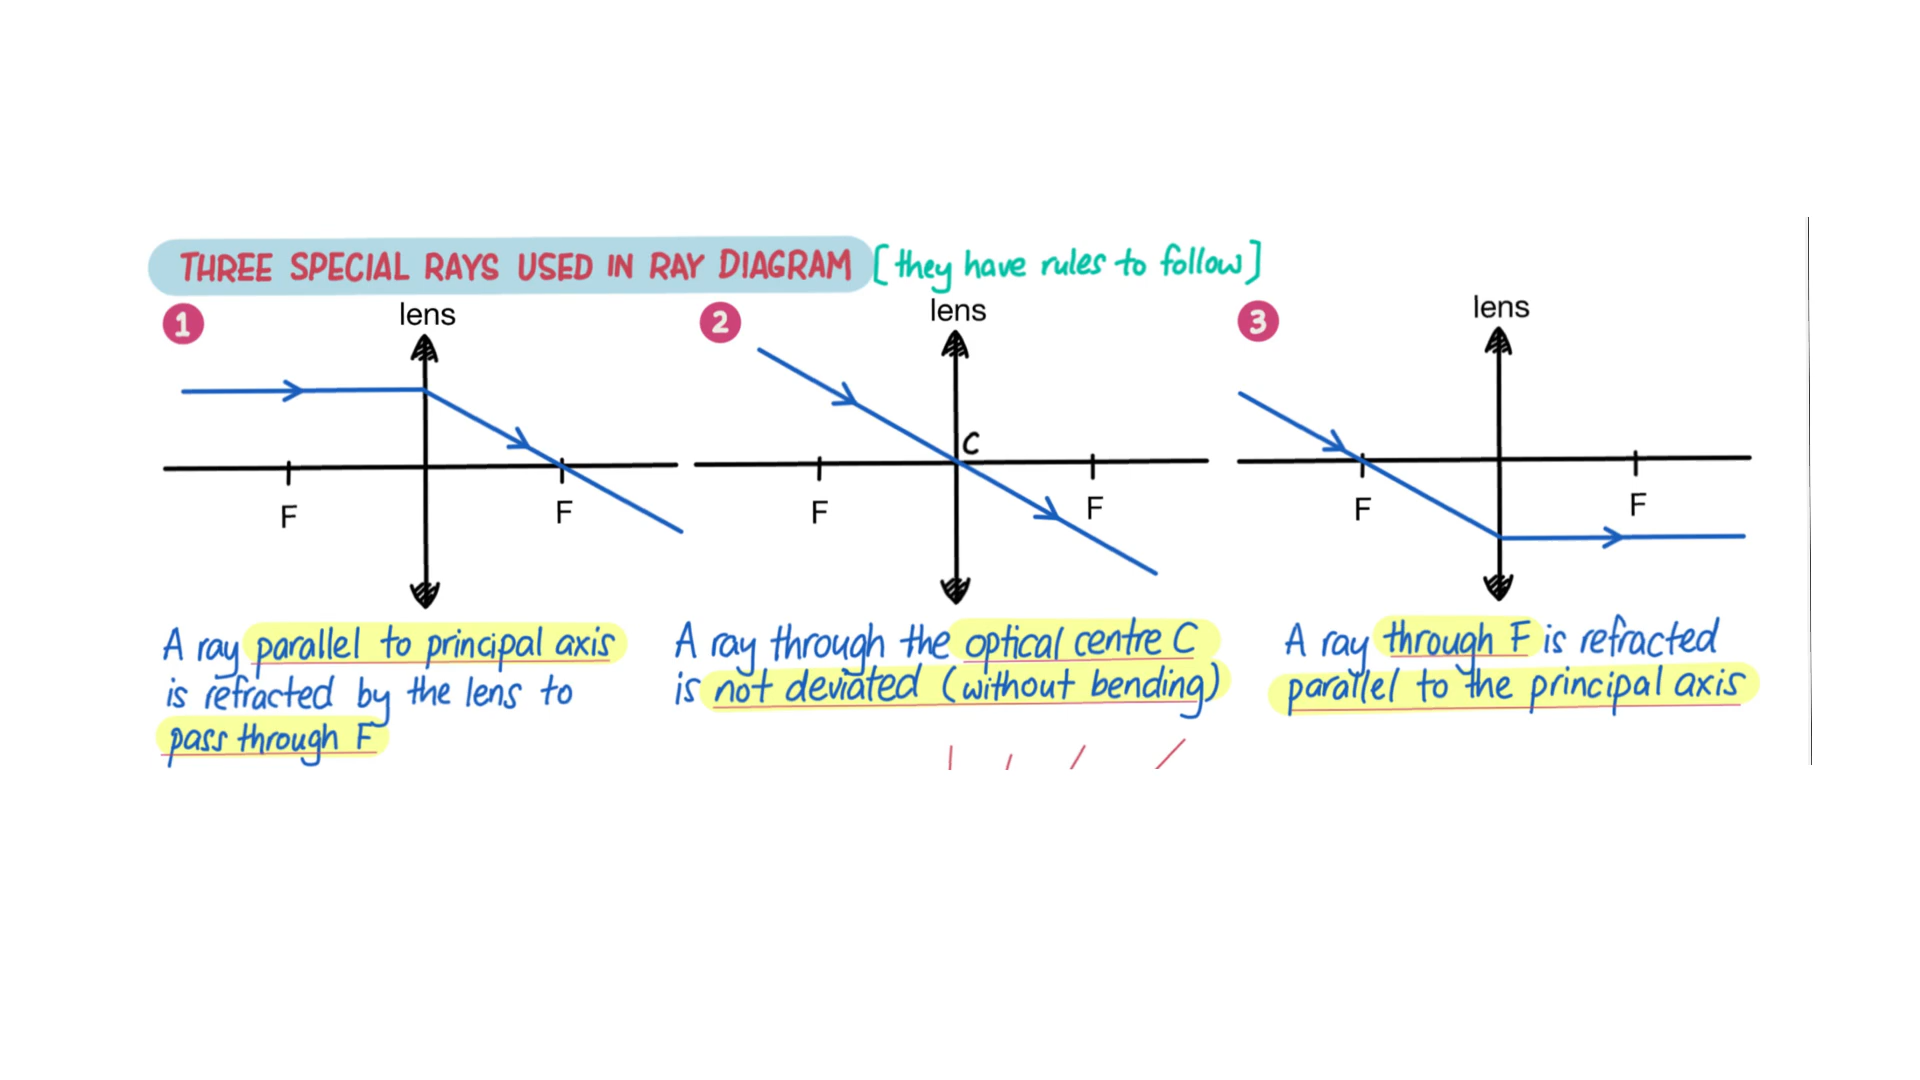 THREE SPECIAL RAYS USED IN RAY DIAGRAM [they have rules to follow]
1
lens
F
F
A ray parallel to principal axis
is refracted by the lens to
pass through F
2
lens
C
F
F
A ray through the optical centre C
is not deviated (without bending)
3
lens
F
F
A ray through F is refracted
parallel to the principal axis